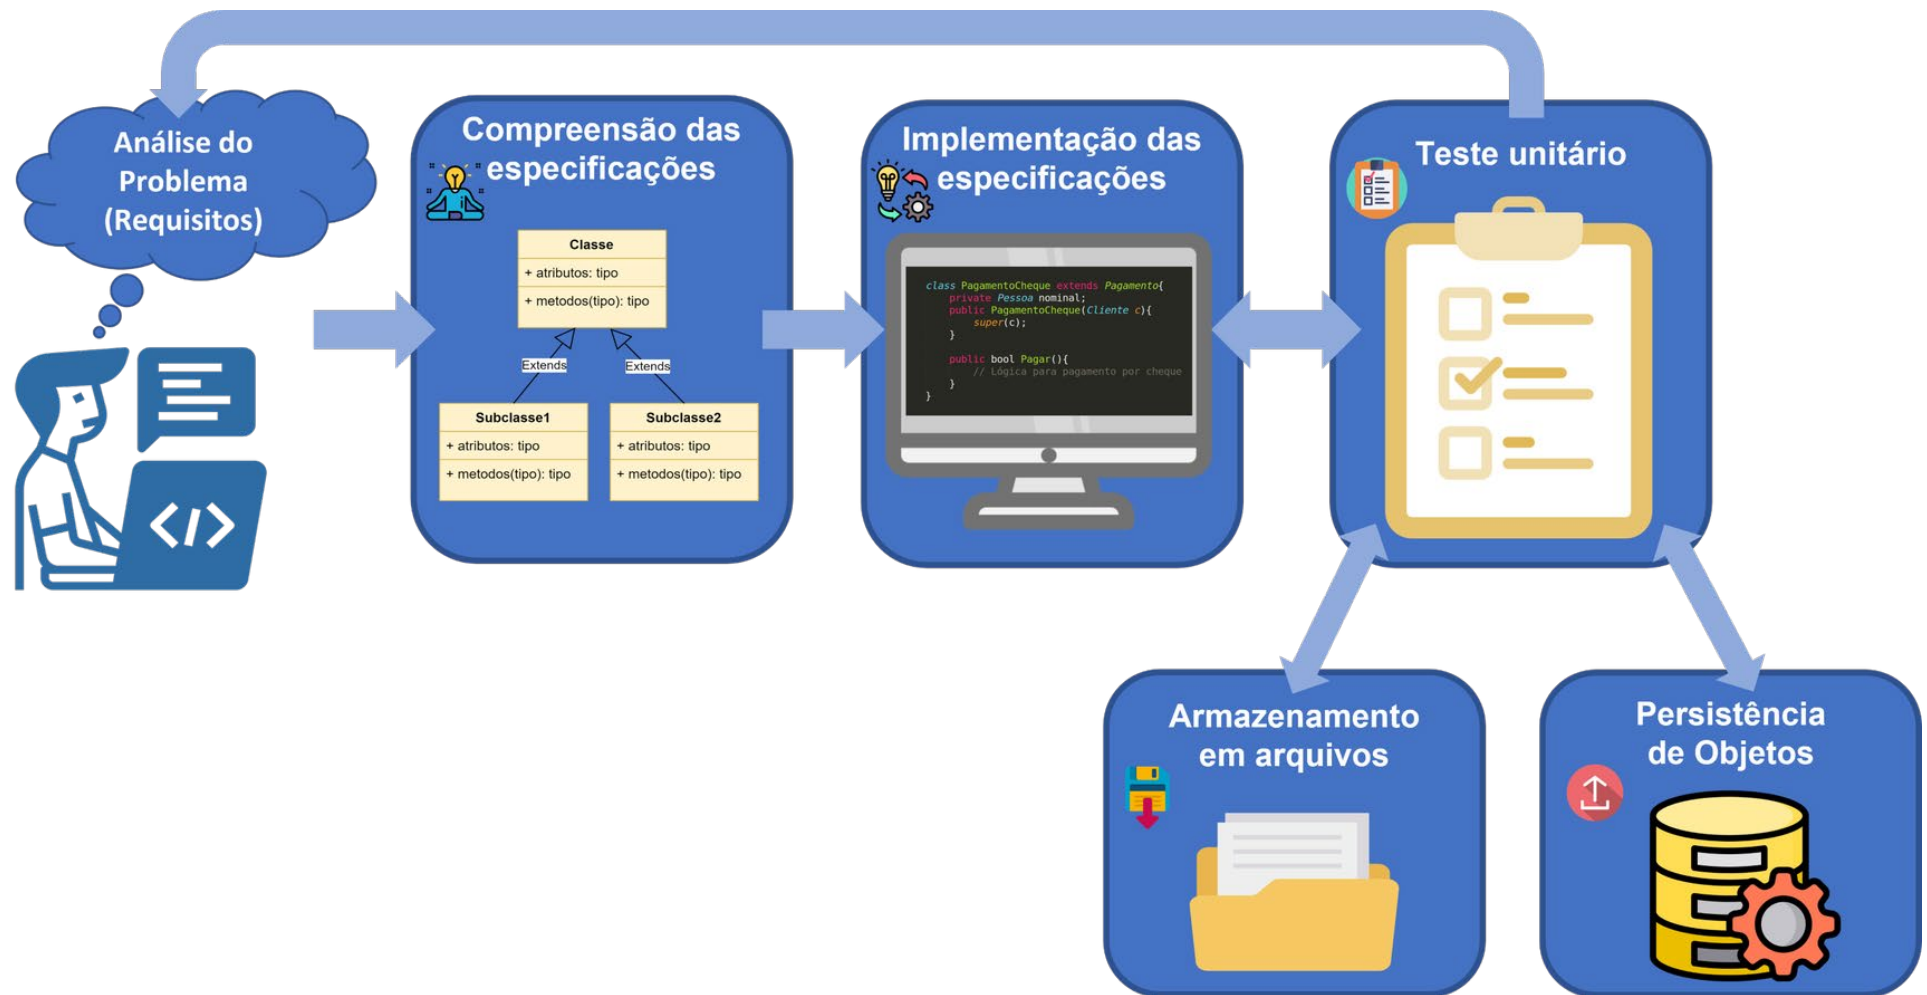 Análise do
Problema
(Requisitos)
Compreensão das
especificações
Classe
+ atributos: tipo
+ metodos(tipo): tipo
Extends
Extends
Subclasse1
+ atributos: tipo
+ metodos(tipo): tipo
Subclasse2
+ atributos: tipo
+ metodos(tipo): tipo
</>
Implementação das
especificações
class PagamentoCheque extends Pagamento{
private Pessoa nominal;
public PagamentoCheque(Cliente c){
super(c);
}
public bool Pagar(){
// Lógica para pagamento por cheque
}
}
Teste unitário
Armazenamento
em arquivos
Persistência
de Objetos